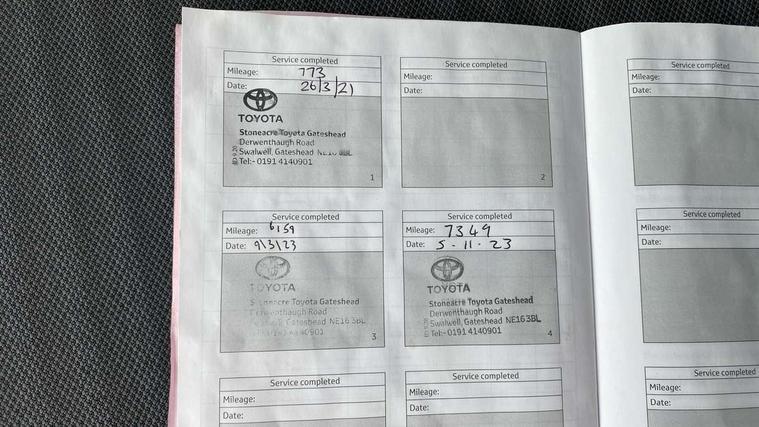 Service completed
Mileage: 773
Date: 26/3/21
TOYOTA
Stoneacre Toyota Gateshead
Derwenthaugh Road
Swalwell, Gateshead
Tel:- 0191 4140901
1
Service completed
Mileage:
Date:
2
Service completed
Mileage:
Date:
Service completed
Mileage: 6159
Date: 9/3/23
TOYOTA
Stoneacre Toyota Gateshead
Derwenthaugh Road
Gateshead NE16 3BL
3
Service completed
Mileage: 7349
Date: 5-11-23
TOYOTA
Stoneacre Toyota Gateshead
Derwenthaugh Road
Swalwell, Gateshead NE16 3BL
Tel:- 0191 4140901
4
Service completed
Mileage:
Date:
Service completed
Mileage:
Date:
Service completed
Mileage:
Date:
Service completed
Mileage:
Date: